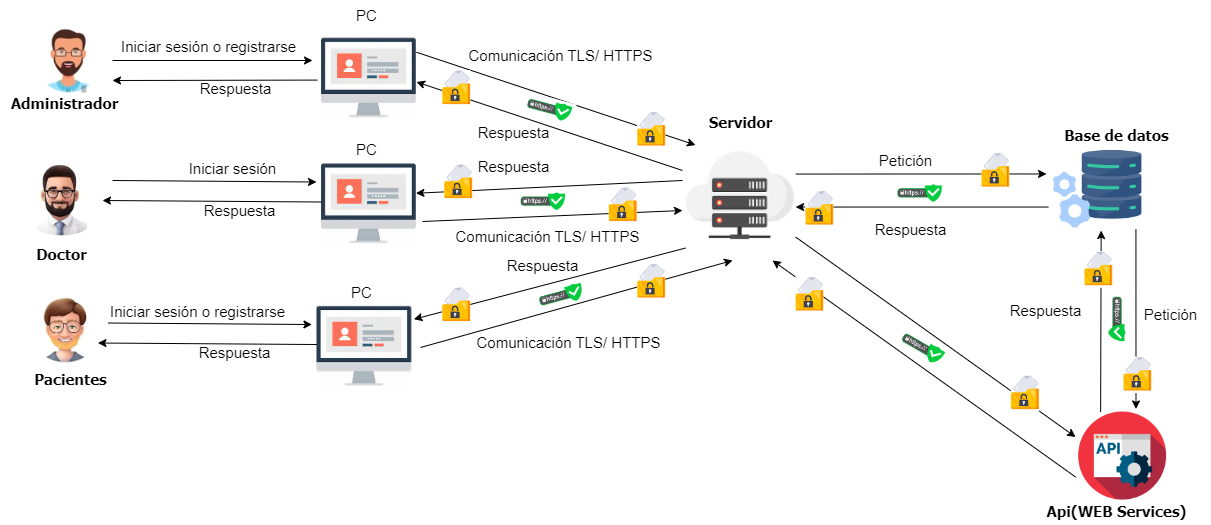 PC
Iniciar sesión o registrarse
Comunicación TLS/ HTTPS
Respuesta
Administrador
https://
Respuesta
Servidor
Base de datos
PC
Iniciar sesión
Respuesta
Petición
https://
https://
Respuesta
Comunicación TLS/ HTTPS
Respuesta
Doctor
Respuesta
PC
https://
Iniciar sesión o registrarse
Respuesta
https://
Petición
Comunicación TLS/ HTTPS
https://
Respuesta
Pacientes
API
Api(WEB Services)